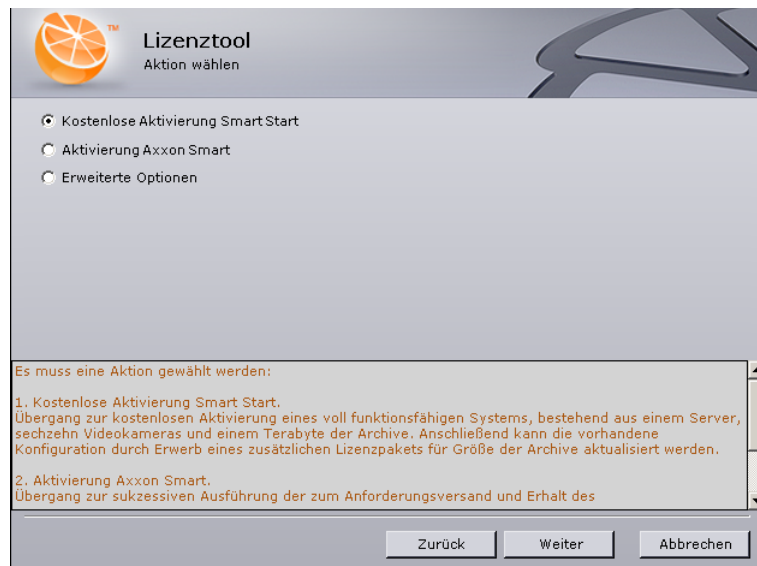 TM
Lizenztool
Aktion wählen
Kostenlose Aktivierung Smart Start
Aktivierung Axxon Smart
Erweiterte Optionen
Es muss eine Aktion gewählt werden:
1. Kostenlose Aktivierung Smart Start.
Übergang zur kostenlosen Aktivierung eines voll funktionsfähigen Systems, bestehend aus einem Server,
sechzehn Videokameras und einem Terabyte der Archive. Anschließend kann die vorhandene
Konfiguration durch Erwerb eines zusätzlichen Lizenzpakets für Größe der Archive aktualisiert werden.
2. Aktivierung Axxon Smart.
Übergang zur sukzessiven Ausführung der zum Anforderungsversand und Erhalt des
Zurück
Weiter
Abbrechen